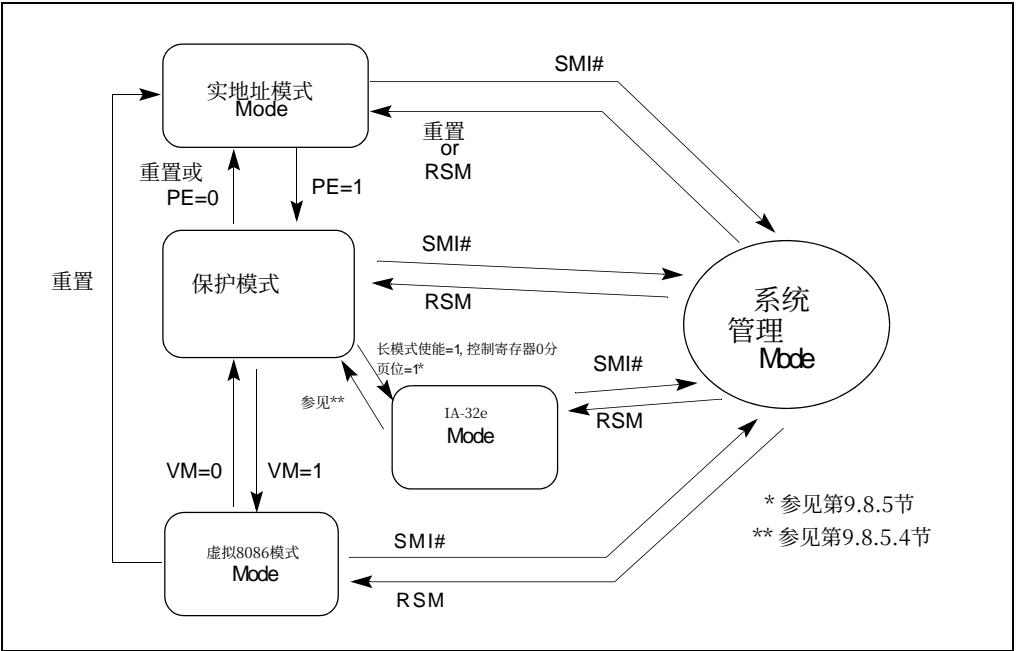 SMI#
实地址模式
Mode
重置
or
RSM
重置或
PE=0
PE=1
SMI#
重置
保护模式
RSM
系统
管理
Mode
长模式使能=1, 控制寄存器0分
页位=1*
SMI#
参见**
IA-32e
Mode
RSM
VM=0
VM=1
* 参见第9.8.5节
** 参见第9.8.5.4节
SMI#
虚拟8086模式
Mode
RSM